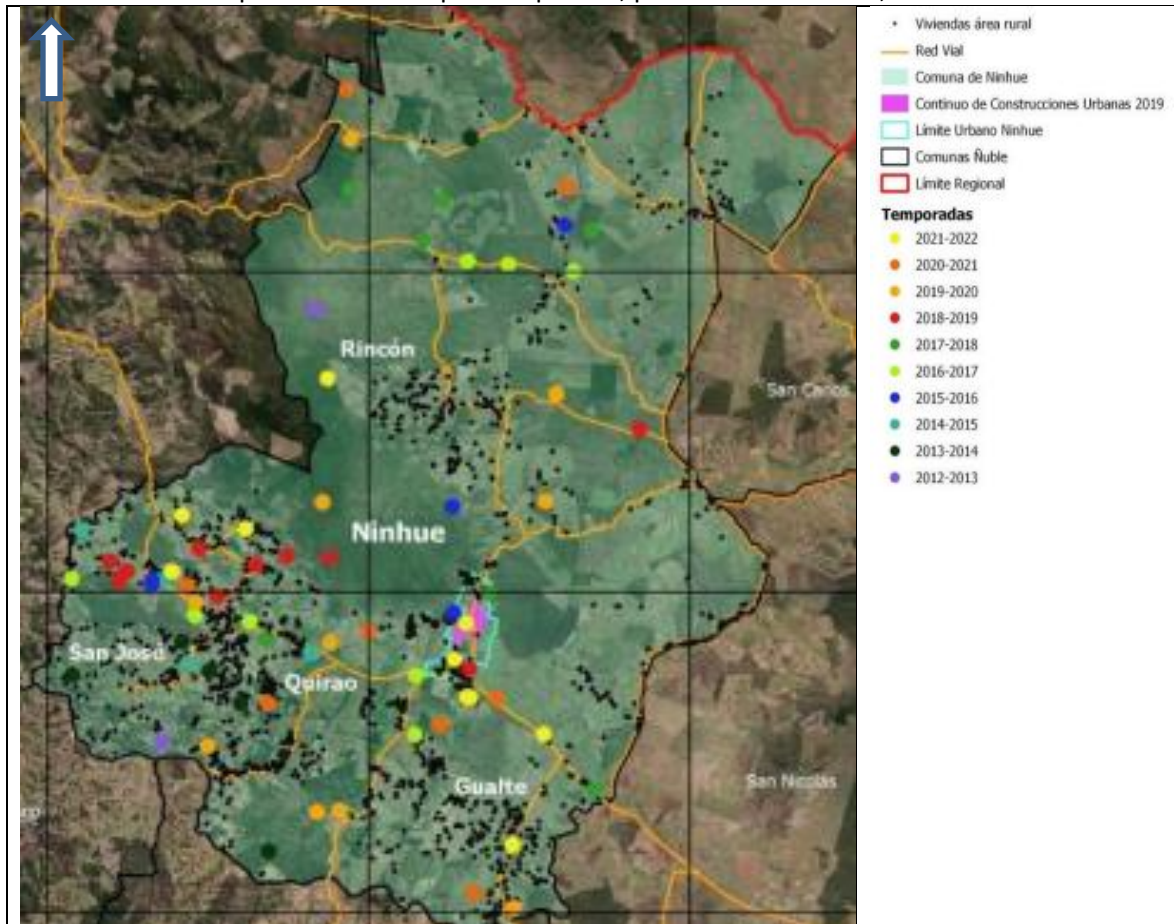 Viviendas área rural
Red Vial
Comuna de Ninhue
Continuo de Construcciones Urbanas 2019
Límite Urbano Ninhue
Comunas Ñuble
Límite Regional
Temporadas
2021-2022
2020-2021
2019-2020
2018-2019
2017-2018
2016-2017
2015-2016
2014-2015
2013-2014
2012-2013
Rincón
San Carlos
Ninhue
San José
Quirao
San Nicolás
Gualte